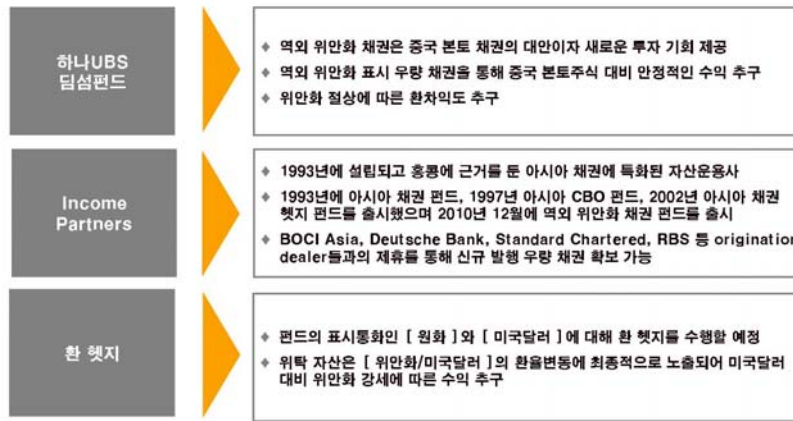 하나UBS
딤섬펀드
♦ 역외 위안화 채권은 중국 본토 채권의 대안이자 새로운 투자 기회 제공
♦ 역외 위안화 표시 우량 채권을 통해 중국 본토주식 대비 안정적인 수익 추구
♦ 위안화 절상에 따른 환차익도 추구
Income
Partners
♦ 1993년에 설립되고 홍콩에 근거를 둔 아시아 채권에 특화된 자산운용사
♦ 1993년에 아시아 채권 펀드, 1997년 아시아 CBO 펀드, 2002년 아시아 채권
헷지 펀드를 출시했으며 2010년 12월에 역외 위안화 채권 펀드를 출시
♦ BOCI Asia, Deutsche Bank, Standard Chartered, RBS 등 origination
dealer들과의 제휴를 통해 신규 발행 우량 채권 확보 가능
환 헷지
♦ 펀드의 표시통화인 [ 원화 ]와 [ 미국달러 ]에 대해 환 헷지를 수행할 예정
♦ 위탁 자산은 [ 위안화/미국달러 ]의 환율변동에 최종적으로 노출되어 미국달러
대비 위안화 강세에 따른 수익 추구